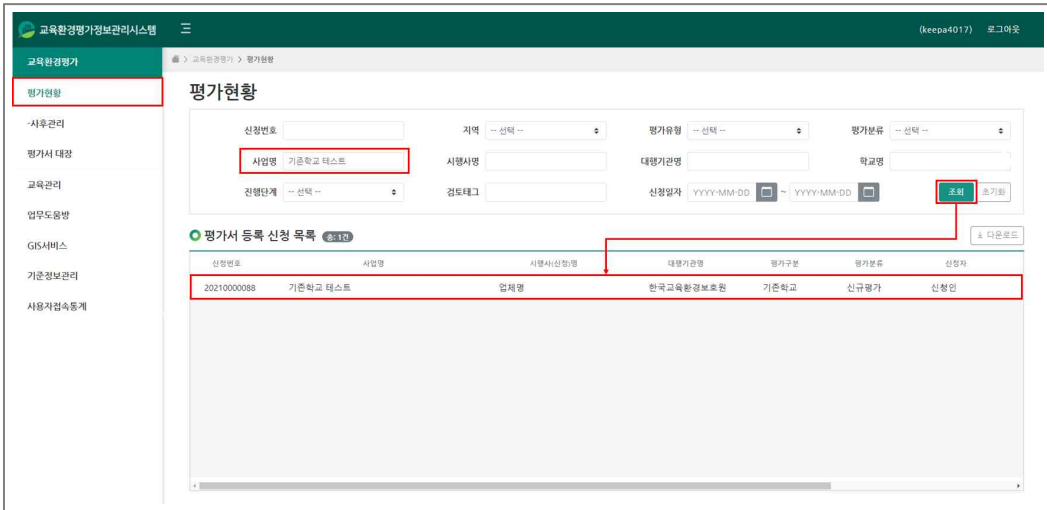 교육환경평가정보관리시스템
(keepa4017) 로그아웃
교육환경평가
평가현황
-사후관리
평가서 대장
교육관리
업무도움방
GIS서비스
기준정보관리
사용자접속통계
> 교육환경평가 > 평가현황
평가현황
신청번호 지역 -- 선택 -- 평가유형 -- 선택 -- 평가분류 -- 선택 --
사업명 기존학교 테스트 시행사명 대행기관명 학교명
진행단계 -- 선택 -- 검토태그 신청일자 YYYY-MM-DD ~ YYYY-MM-DD 조회 초기화
평가서 등록 신청 목록 총: 1건 다운로드
신청번호 사업명 시행사(신청)명 대행기관명 평가구분 평가분류 신청자
20210000088 기존학교 테스트 업체명 한국교육환경보호원 기존학교 신규평가 신청인